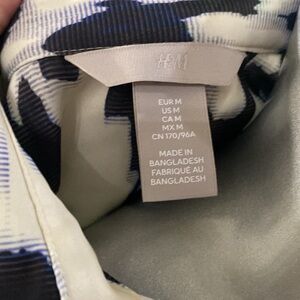 H&M
EUR M
US M
CA M
MX M
CN 170/96A
MADE IN
BANGLADESH
FABRIQUÉ AU
BANGLADESH